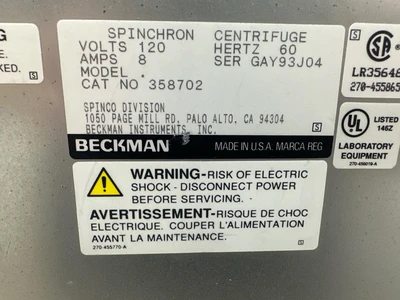 G
KED.
S
SPINCHRON CENTRIFUGE
VOLTS 120 HERTZ 60
AMPS 8 SER GAY93J04
MODEL .
CAT NO 358702
SPINCO DIVISION
1050 PAGE MILL RD. PALO ALTO. CA 94304
BECKMAN INSTRUMENTS, INC.
S
BECKMAN MADE IN U.S.A. MARCA REG
WARNING-RISK OF ELECTRIC
SHOCK - DISCONNECT POWER
BEFORE SERVICING.
AVERTISSEMENT-RISQUE DE CHOC
ELECTRIQUE. COUPER L'ALIMENTATION
AVANT LA MAINTENANCE.
270-455770-A
S
SA
LR35648
270-455865
UL
LISTED
146Z
LABORATORY
EQUIPMENT
S